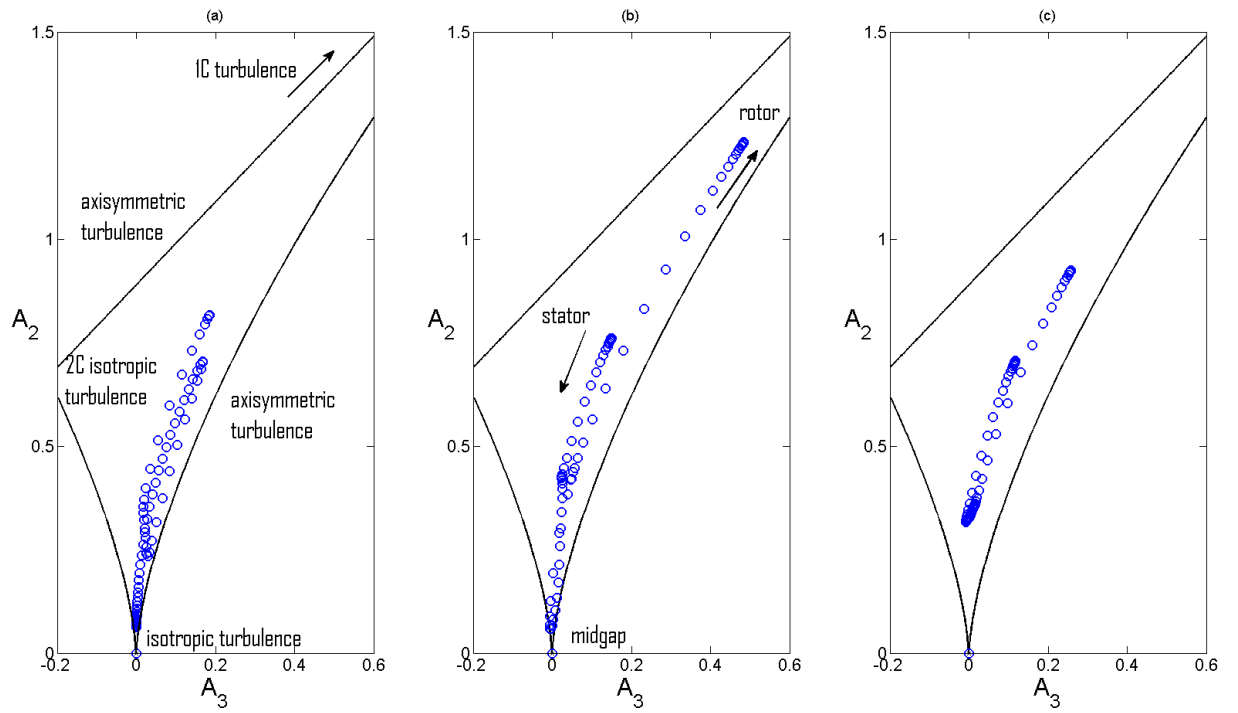 (a)
1.5
1
0.5
0
-0.2
0
0.2
0.4
0.6
A2
A3
1C turbulence
axisymmetric
turbulence
2C isotropic
turbulence
axisymmetric
turbulence
isotropic turbulence
(b)
1.5
1
0.5
0
-0.2
0
0.2
0.4
0.6
A2
A3
rotor
stator
midgap
(c)
1.5
1
0.5
0
-0.2
0
0.2
0.4
0.6
A2
A3